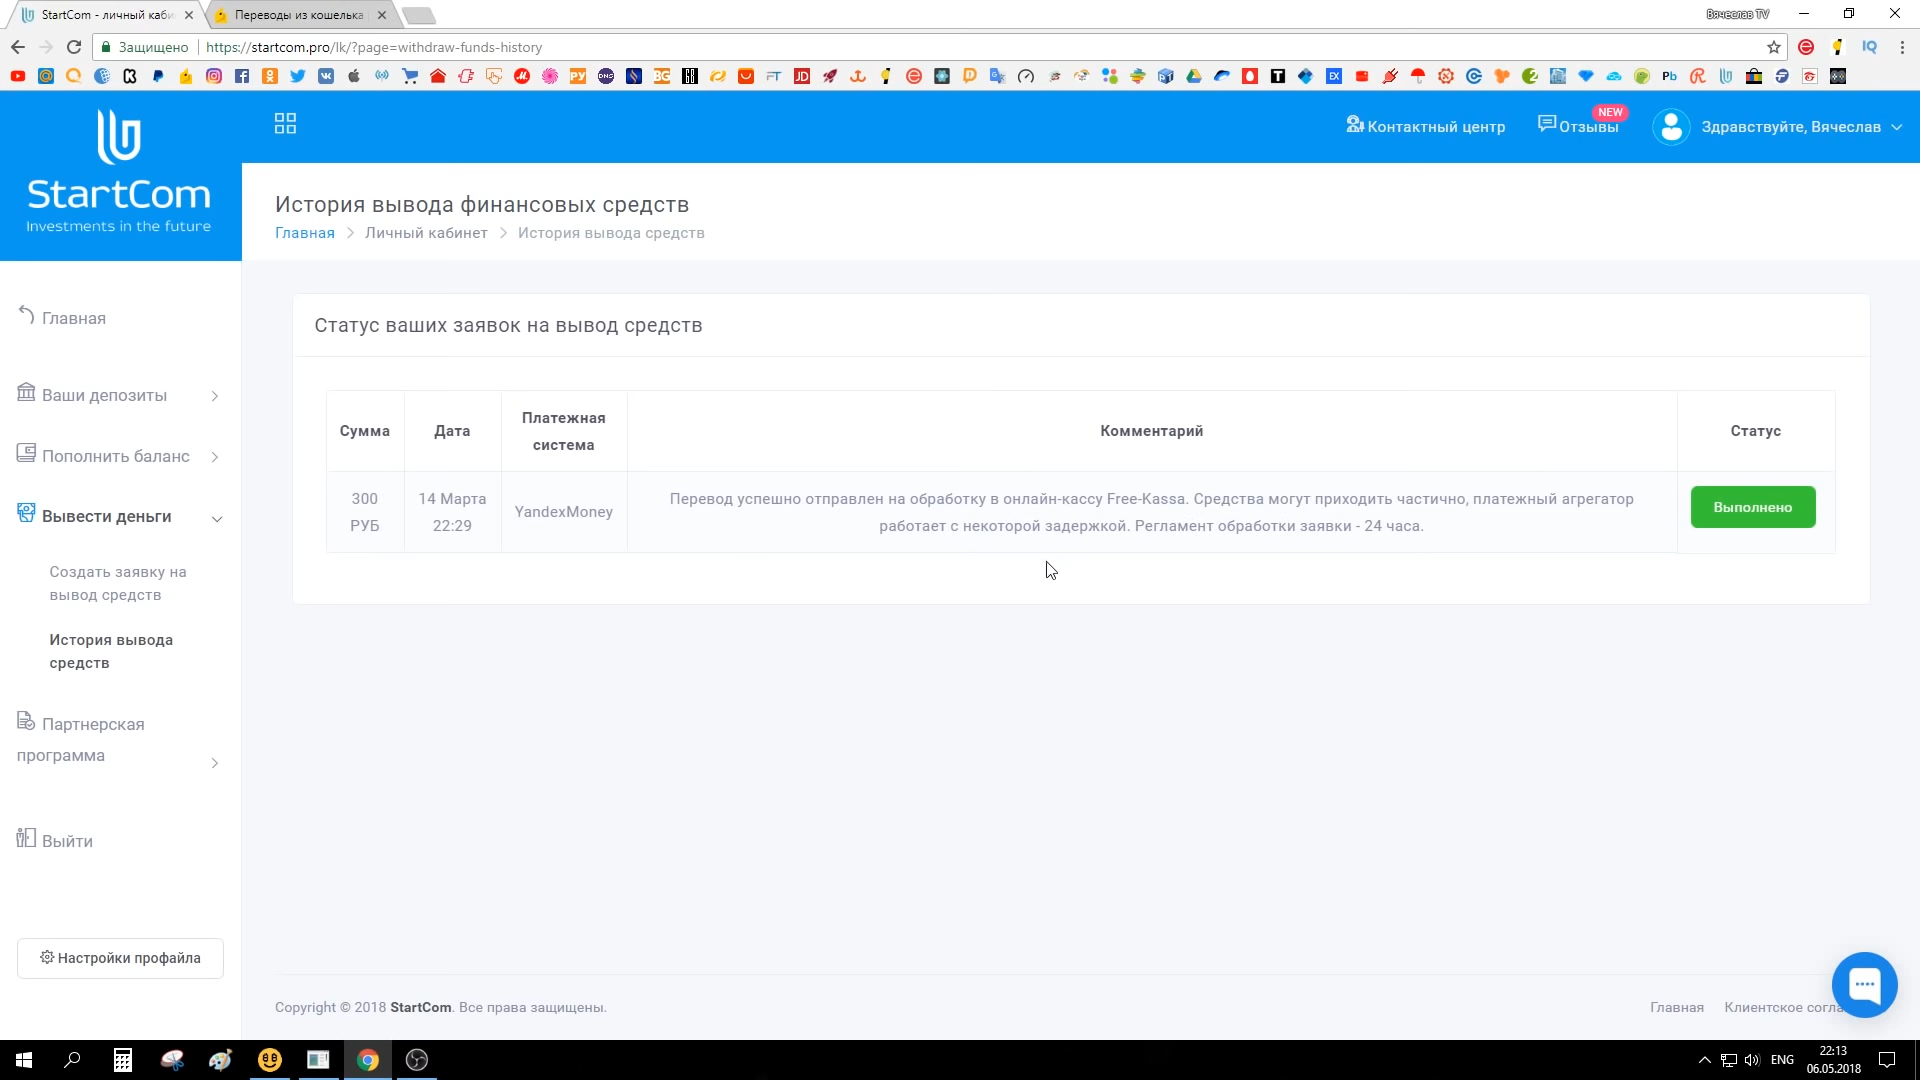 StartCom - личный каби
Переводы из кошелька
Вячеслав TV
Защищено
https://startcom.pro/lk/?page=withdraw-funds-history
StartCom
Investments in the future
Контактный центр
Отзывы
NEW
Здравствуйте, Вячеслав
История вывода финансовых средств
Главная > Личный кабинет > История вывода средств
Главная
Ваши депозиты
Пополнить баланс
Вывести деньги
Создать заявку на
вывод средств
История вывода
средств
Партнерская
программа
Выйти
Настройки профайла
Статус ваших заявок на вывод средств
Сумма
Дата
Платежная
система
Комментарий
Статус
300
РУБ
14 Марта
22:29
YandexMoney
Перевод успешно отправлен на обработку в онлайн-кассу Free-Kassa. Средства могут приходить частично, платежный агрегатор
работает с некоторой задержкой. Регламент обработки заявки - 24 часа.
Выполнено
Copyright © 2018 StartCom. Все права защищены.
Главная
Клиентское согла
ENG
22:13
06.05.2018